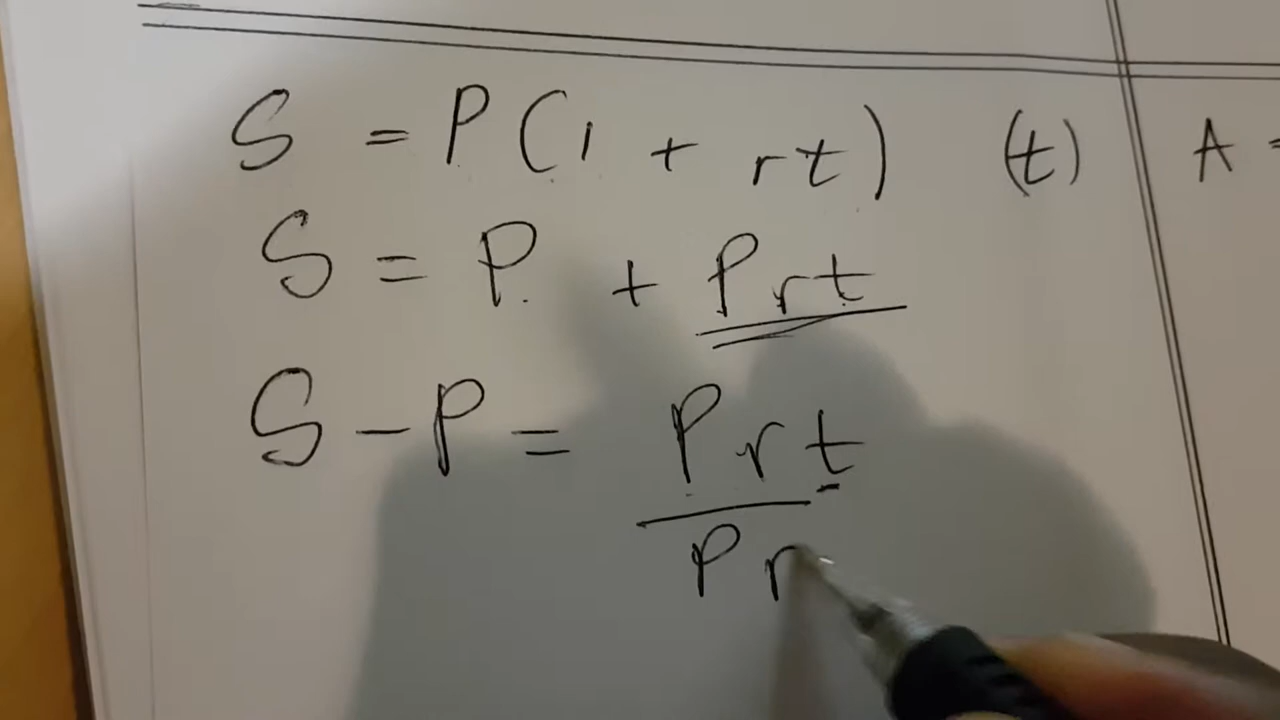 S = P(1 + rt) (t) A =
S = P + Prt
S - P = Prt
Pr